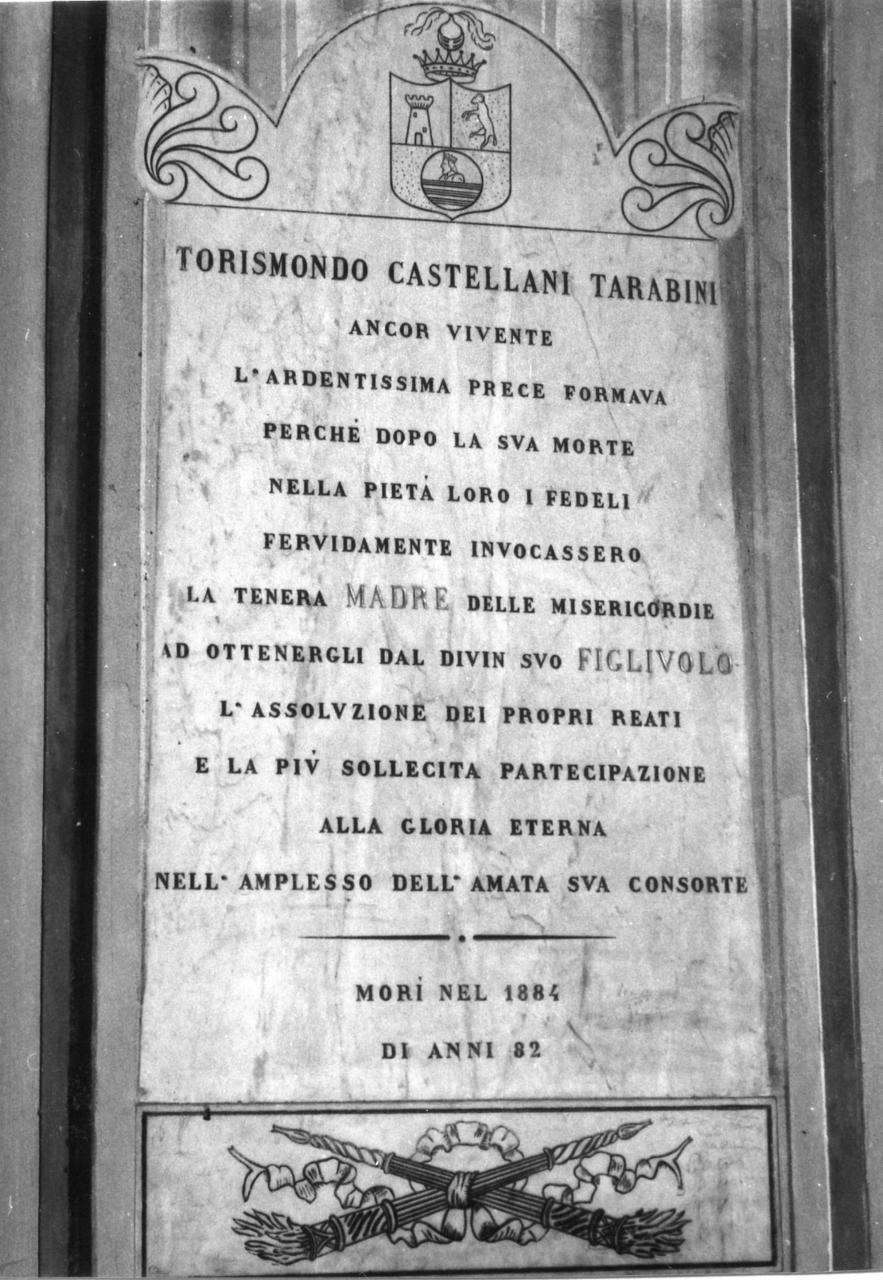 TORISMONDO CASTELLANI TARABINI
ANCOR VIVENTE
L'ARDENTISSIMA PRECE FORMAVA
PERCHÈ DOPO LA SVA MORTE
NELLA PIETÀ LORO I FEDELI
FERVIDAMENTE INVOCASSERO
LA TENERA MADRE DELLE MISERICORDIE
AD OTTENERGLI DAL DIVIN SVO FIGLIVOLO
L'ASSOLVZIONE DEI PROPRI REATI
E LA PIV̀ SOLLECITA PARTECIPAZIONE
ALLA GLORIA ETERNA
NELL'AMPLESSO DELL'AMATA SVA CONSORTE
MORÌ NEL 1884
DI ANNI 82